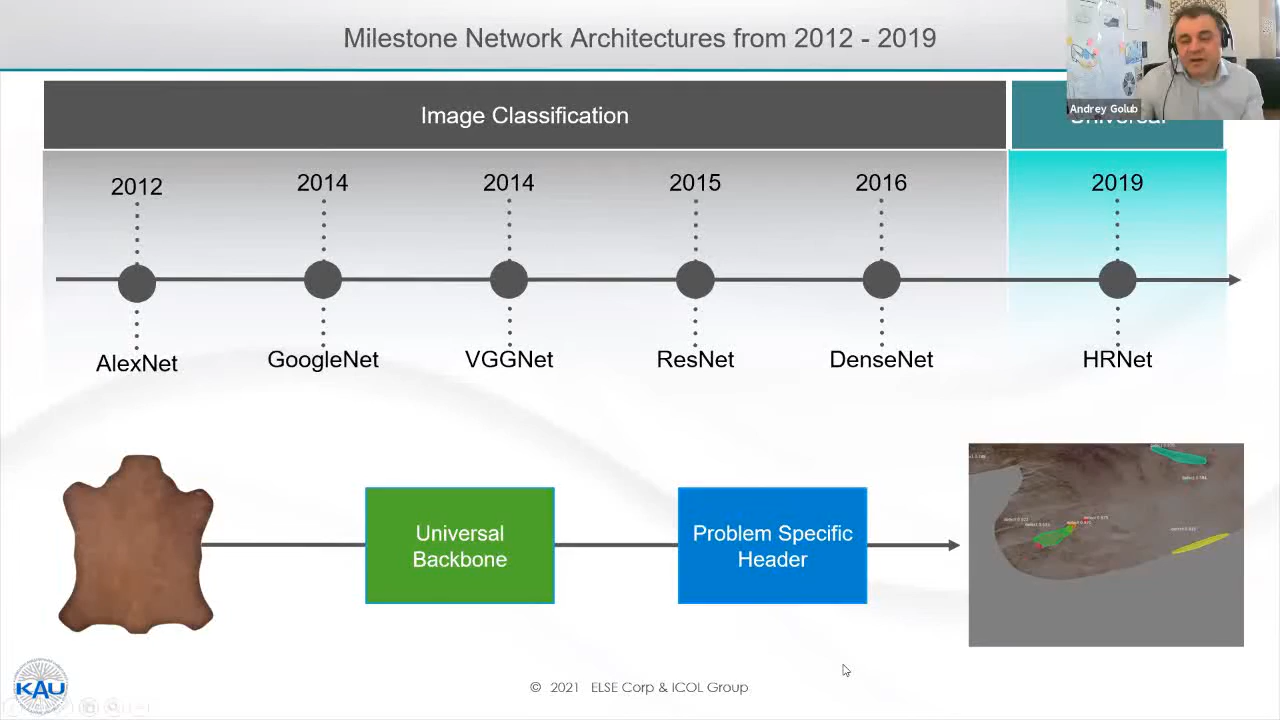 Milestone Network Architectures from 2012 - 2019
Andrey Golub
Image Classification
Universal
2012
2014
2014
2015
2016
2019
AlexNet
GoogleNet
VGGNet
ResNet
DenseNet
HRNet
Universal
Backbone
Problem Specific
Header
KAU
© 2021 ELSE Corp & ICOL Group